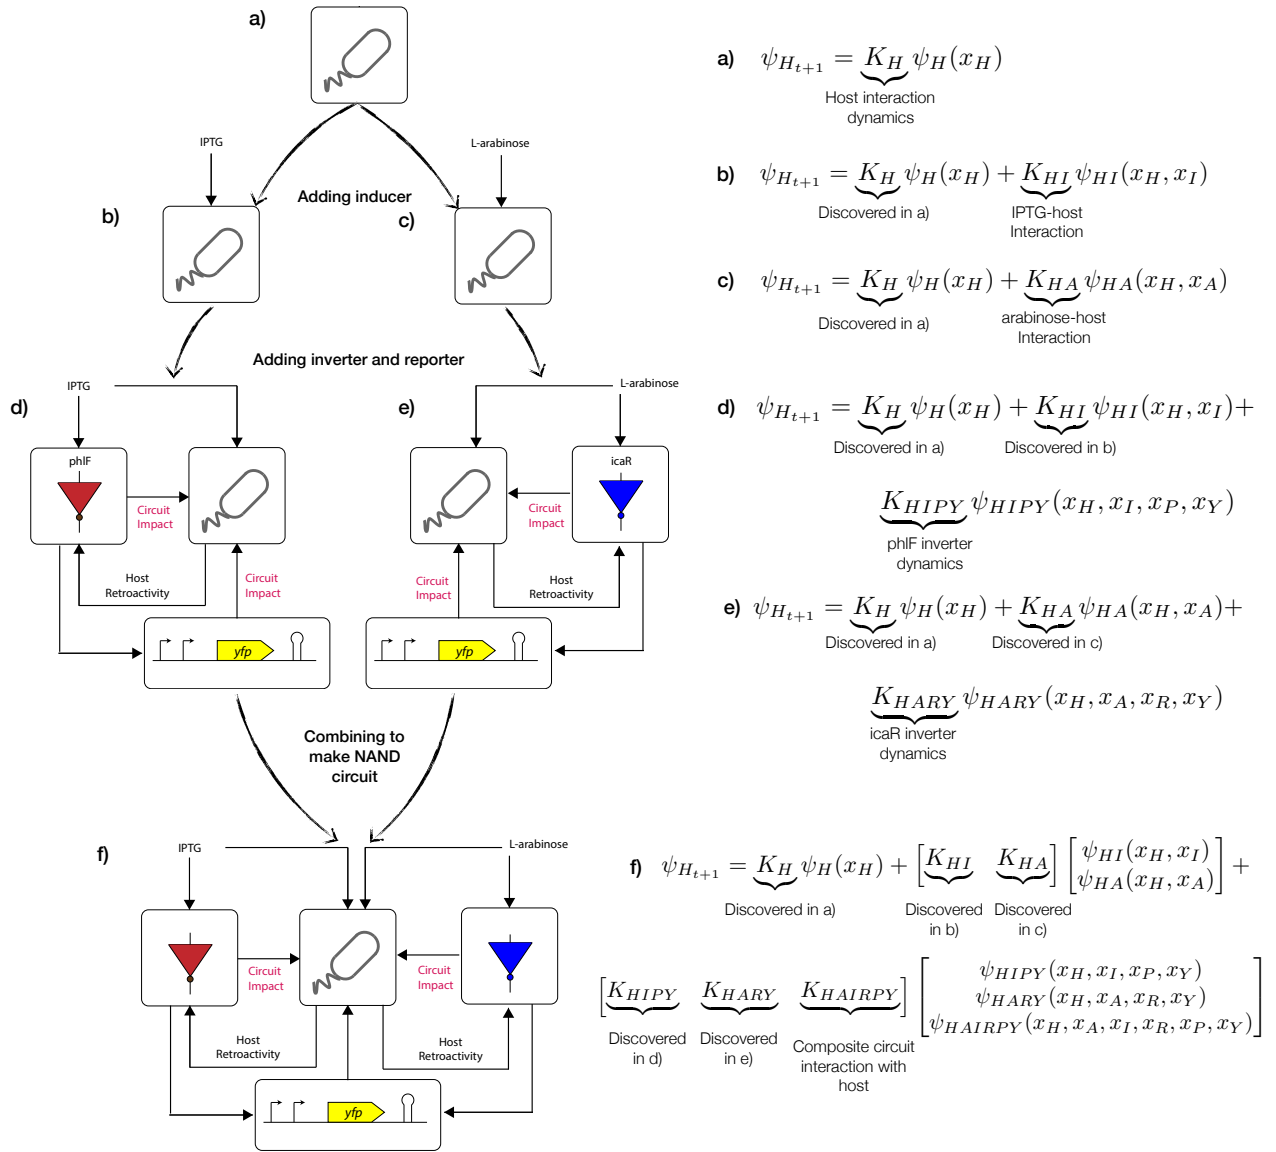 a)
IPTG
L-arabinose
Adding inducer
b)
c)
Adding inverter and reporter
IPTG
L-arabinose
d)
e)
phlF
icaR
Circuit
Impact
Circuit
Impact
Host
Retroactivity
Circuit
Impact
Circuit
Impact
Host
Retroactivity
yfp
yfp
Combining to
make NAND
circuit
f)
IPTG
L-arabinose
Circuit
Impact
Circuit
Impact
Host
Retroactivity
Host
Retroactivity
yfp
a) ψ_{H_{t+1}} = K_H ψ_H(x_H)
Host interaction
dynamics
b) ψ_{H_{t+1}} = K_H ψ_H(x_H) + K_{HI} ψ_{HI}(x_H, x_I)
Discovered in a) IPTG-host
Interaction
c) ψ_{H_{t+1}} = K_H ψ_H(x_H) + K_{HA} ψ_{HA}(x_H, x_A)
Discovered in a) arabinose-host
Interaction
d) ψ_{H_{t+1}} = K_H ψ_H(x_H) + K_{HI} ψ_{HI}(x_H, x_I)+
Discovered in a) Discovered in b)
K_{HIPY} ψ_{HIPY}(x_H, x_I, x_P, x_Y)
phlF inverter
dynamics
e) ψ_{H_{t+1}} = K_H ψ_H(x_H) + K_{HA} ψ_{HA}(x_H, x_A)+
Discovered in a) Discovered in c)
K_{HARY} ψ_{HARY}(x_H, x_A, x_R, x_Y)
icaR inverter
dynamics
f) ψ_{H_{t+1}} = K_H ψ_H(x_H) + [K_{HI} K_{HA}] [ψ_{HI}(x_H, x_I)
ψ_{HA}(x_H, x_A)] +
Discovered in a) Discovered Discovered
in b) in c)
[K_{HIPY} K_{HARY} K_{HAIRPY}] [ψ_{HIPY}(x_H, x_I, x_P, x_Y)
ψ_{HARY}(x_H, x_A, x_R, x_Y)
ψ_{HAIRPY}(x_H, x_A, x_I, x_R, x_P, x_Y)]
Discovered Discovered Composite circuit
in d) in e) interaction with
host